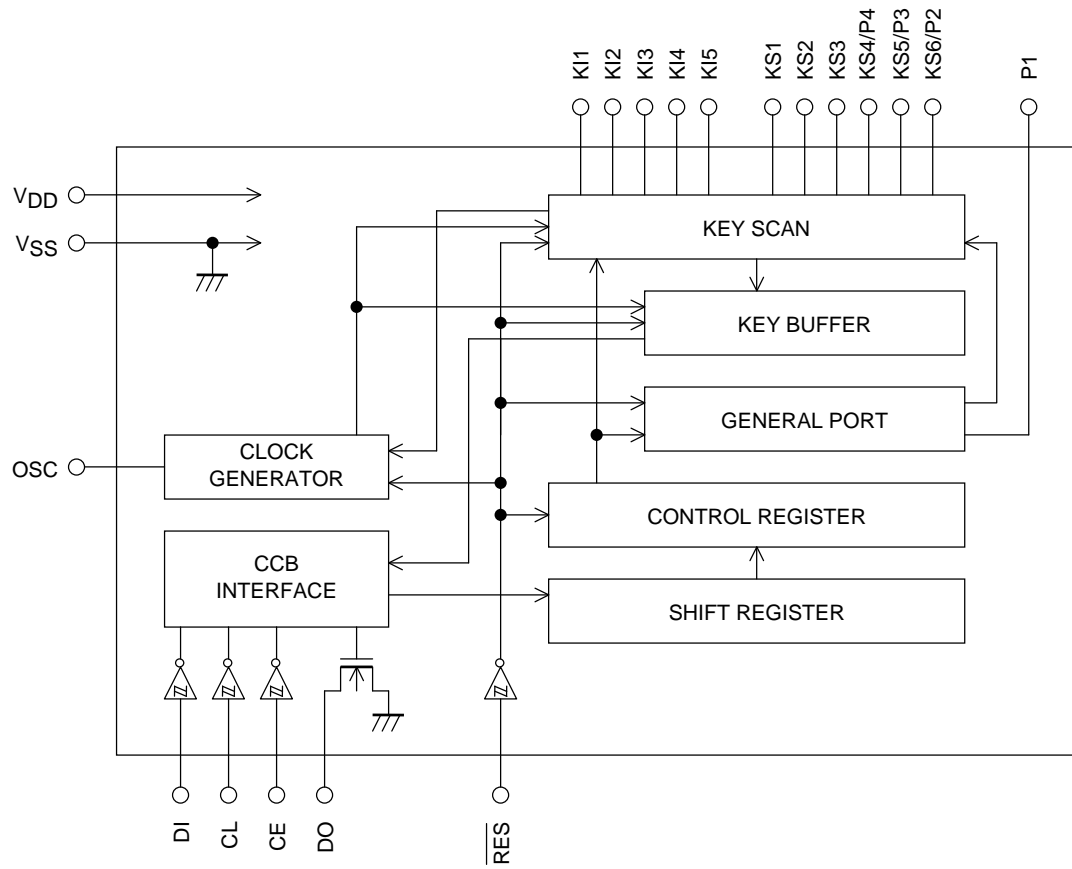 KI1
KI2
KI3
KI4
KI5
KS1
KS2
KS3
KS4/P4
KS5/P3
KS6/P2
P1
VDD
VSS
KEY SCAN
KEY BUFFER
GENERAL PORT
OSC
CLOCK
GENERATOR
CONTROL REGISTER
CCB
INTERFACE
SHIFT REGISTER
DI
CL
CE
DO
RES